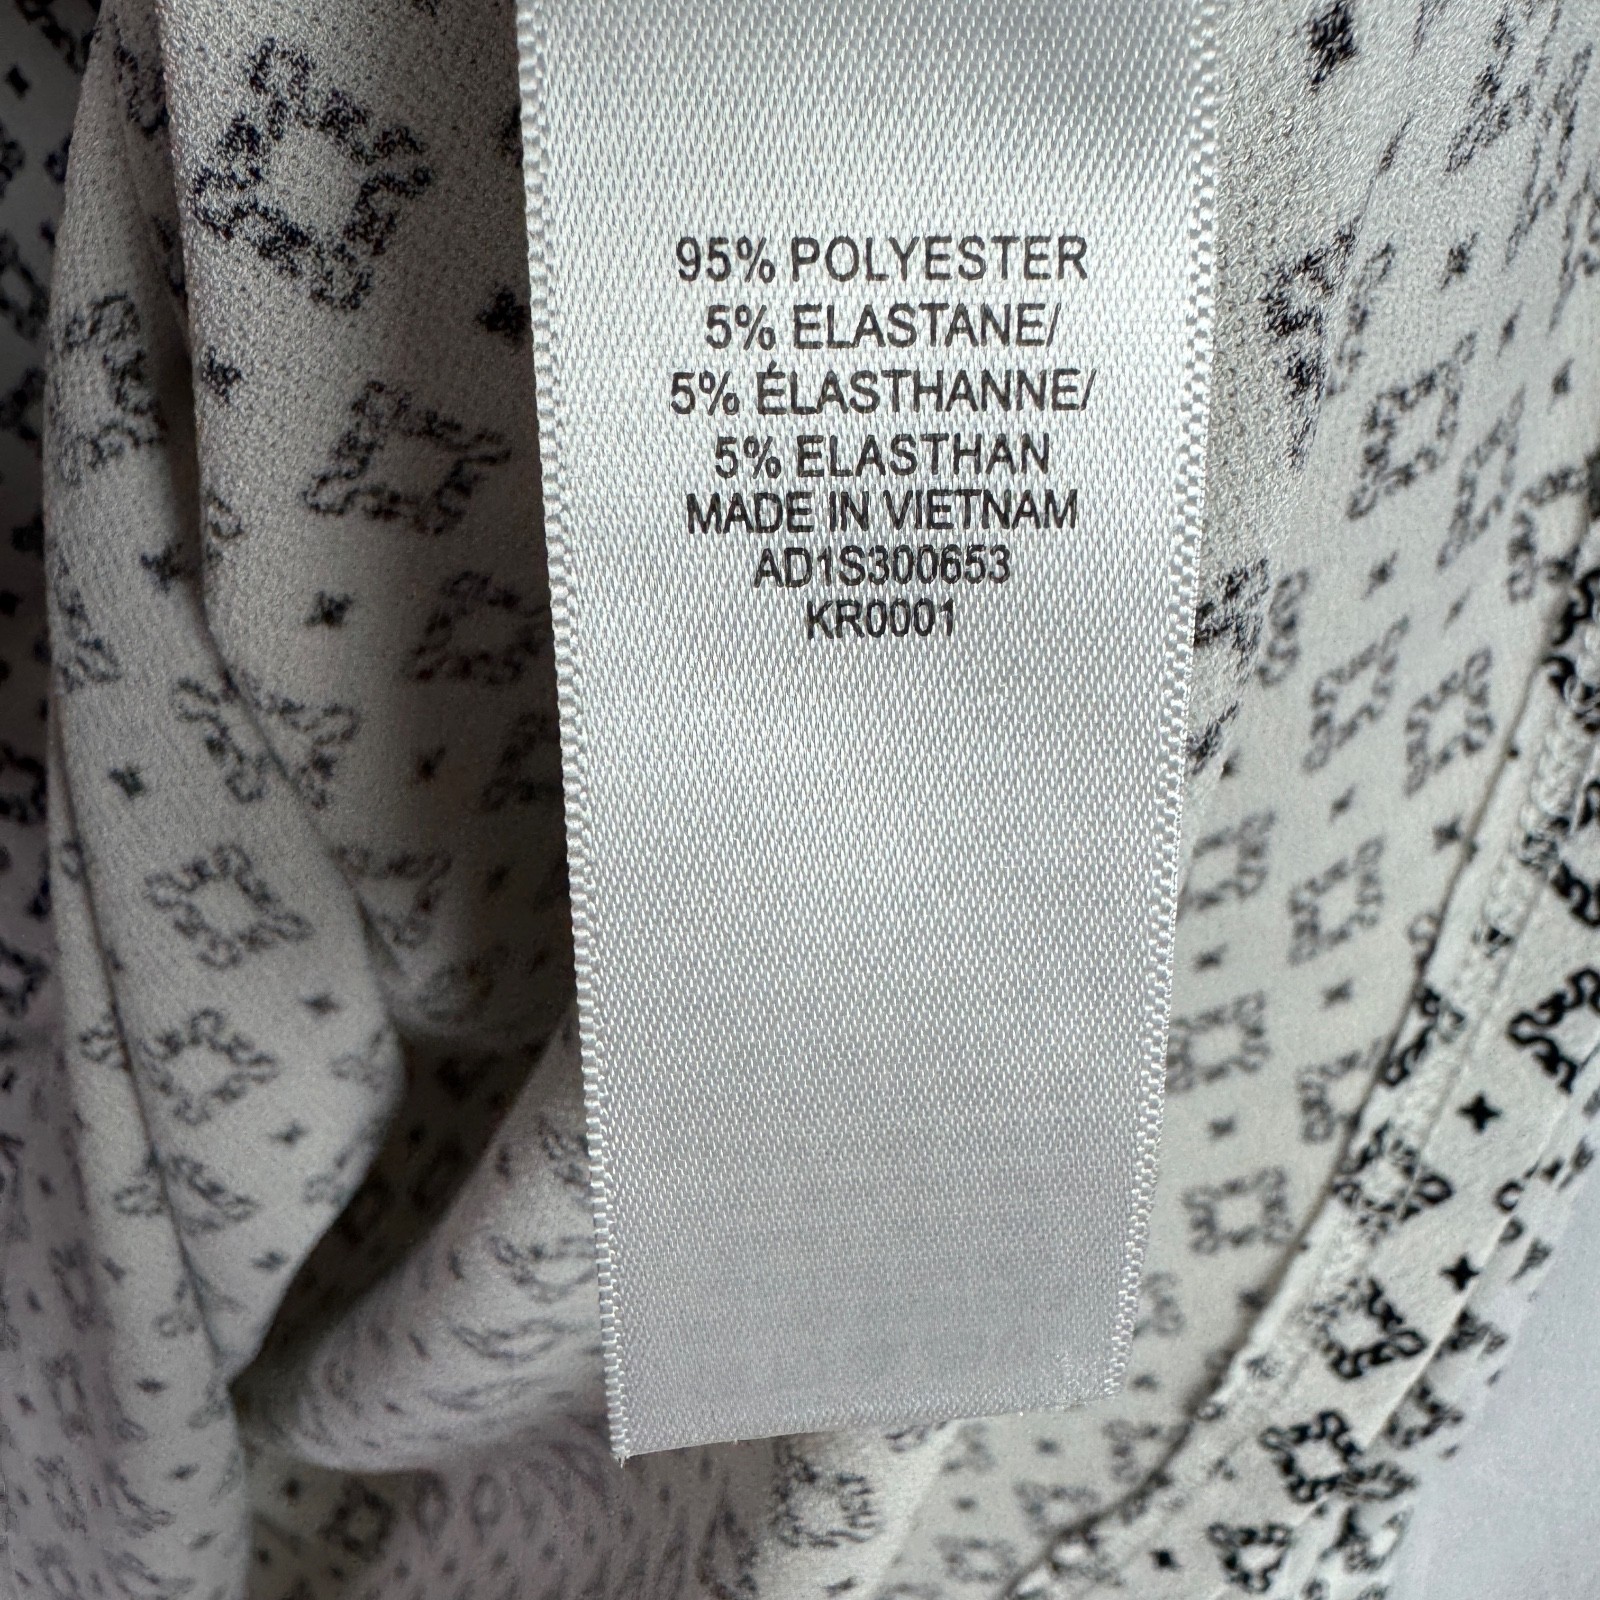 95% POLYESTER
5% ELASTANE/
5% ÉLASTHANNE/
5% ELASTHAN
MADE IN VIETNAM
AD1S300653
KR0001